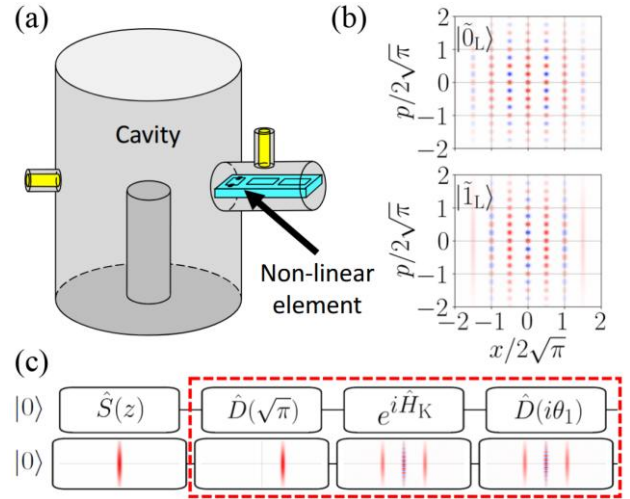 (a)
Cavity
Non-linear
element
(b)
|0̃_L⟩
p/2√π
2
1
0
−1
−2
|1̃_L⟩
p/2√π
2
1
0
−1
−2
−2 −1 0 1 2
x/2√π
(c)
|0⟩ Ŝ(z) D̂(√π) e^{iĤ_K} D̂(iθ₁)
|0⟩